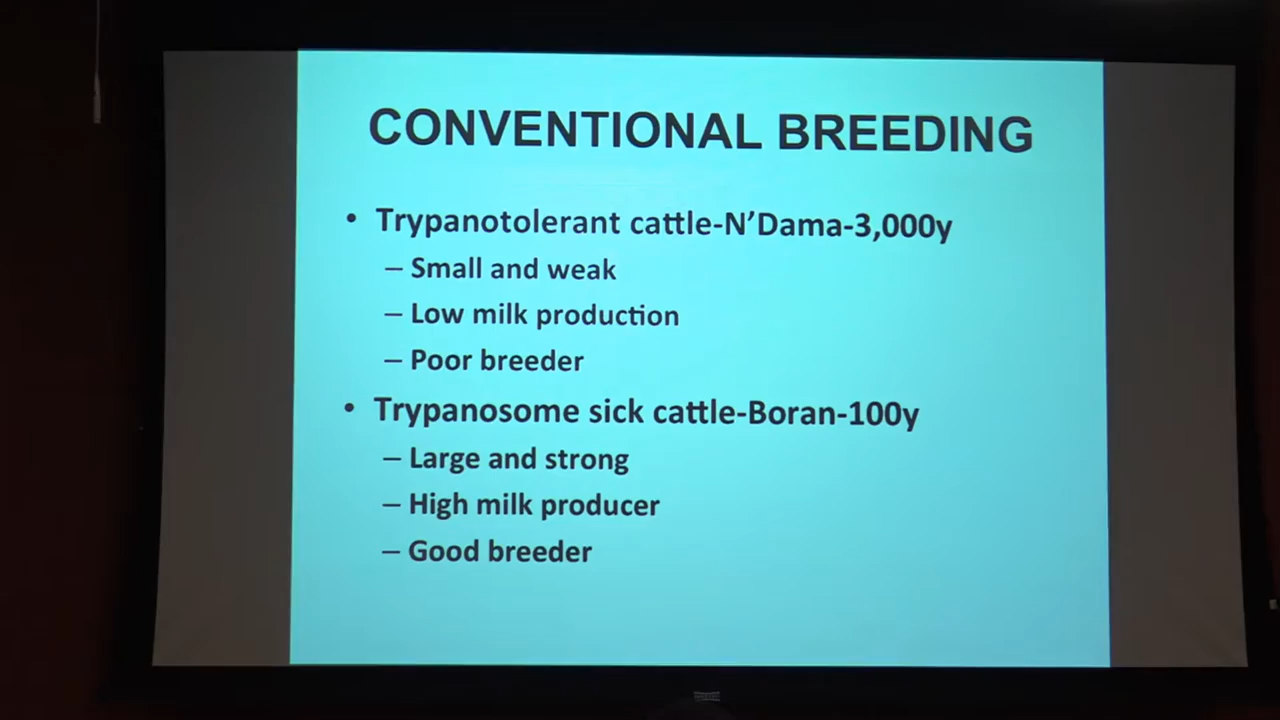 CONVENTIONAL BREEDING
• Trypanotolerant cattle-N’Dama-3,000y
– Small and weak
– Low milk production
– Poor breeder
• Trypanosome sick cattle-Boran-100y
– Large and strong
– High milk producer
– Good breeder